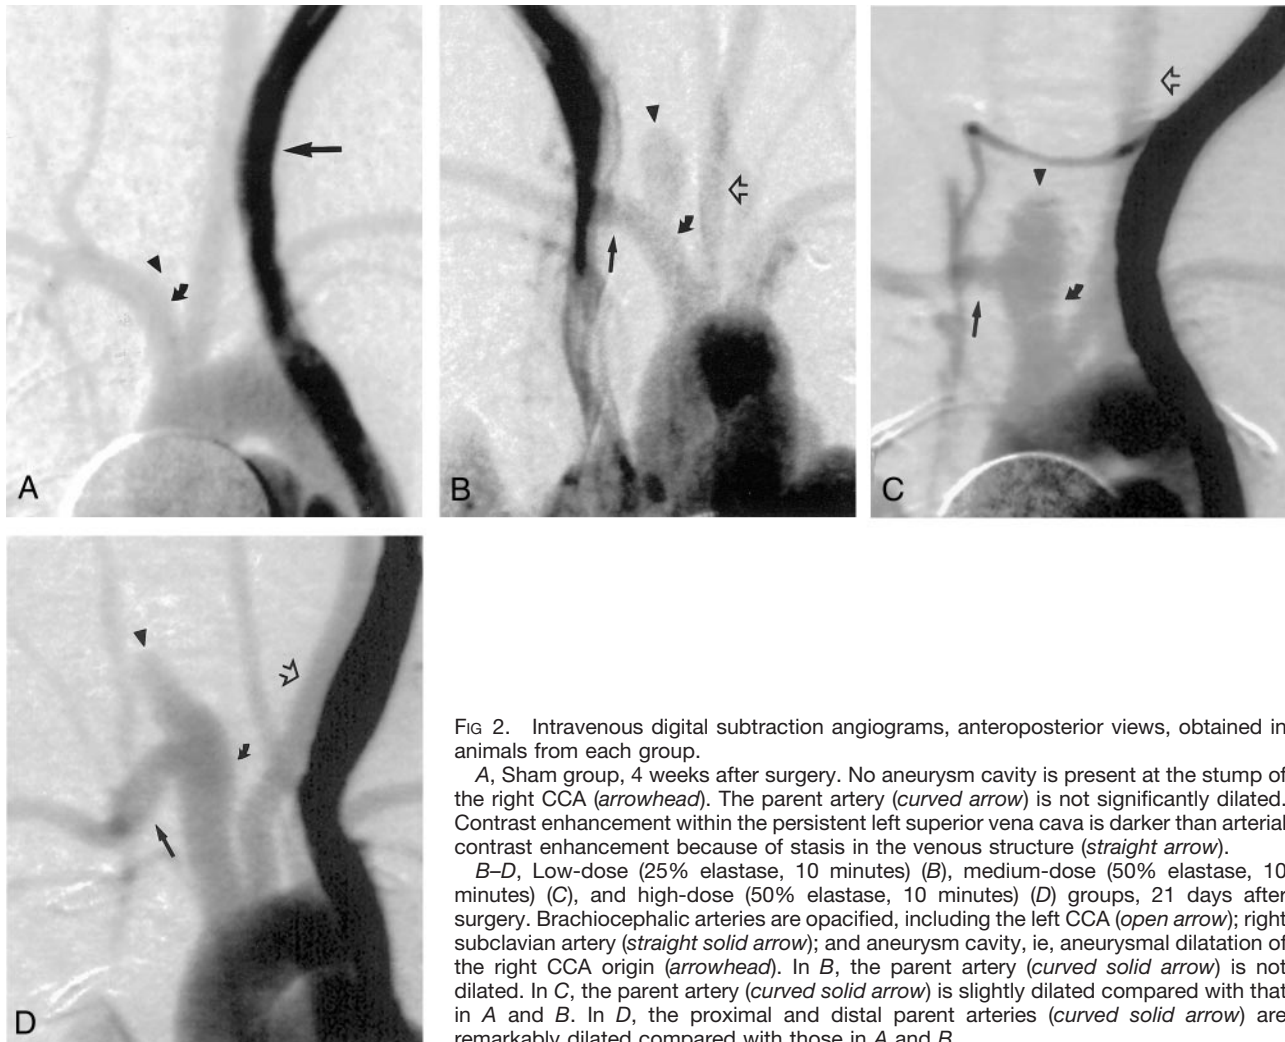 A
B
C
D
FIG 2. Intravenous digital subtraction angiograms, anteroposterior views, obtained in
animals from each group.
A, Sham group, 4 weeks after surgery. No aneurysm cavity is present at the stump of
the right CCA (arrowhead). The parent artery (curved arrow) is not significantly dilated.
Contrast enhancement within the persistent left superior vena cava is darker than arterial
contrast enhancement because of stasis in the venous structure (straight arrow).
B–D, Low-dose (25% elastase, 10 minutes) (B), medium-dose (50% elastase, 10
minutes) (C), and high-dose (50% elastase, 10 minutes) (D) groups, 21 days after
surgery. Brachiocephalic arteries are opacified, including the left CCA (open arrow); right
subclavian artery (straight solid arrow); and aneurysm cavity, ie, aneurysmal dilatation of
the right CCA origin (arrowhead). In B, the parent artery (curved solid arrow) is not
dilated. In C, the parent artery (curved solid arrow) is slightly dilated compared with that
in A and B. In D, the proximal and distal parent arteries (curved solid arrow) are
remarkably dilated compared with those in A and B